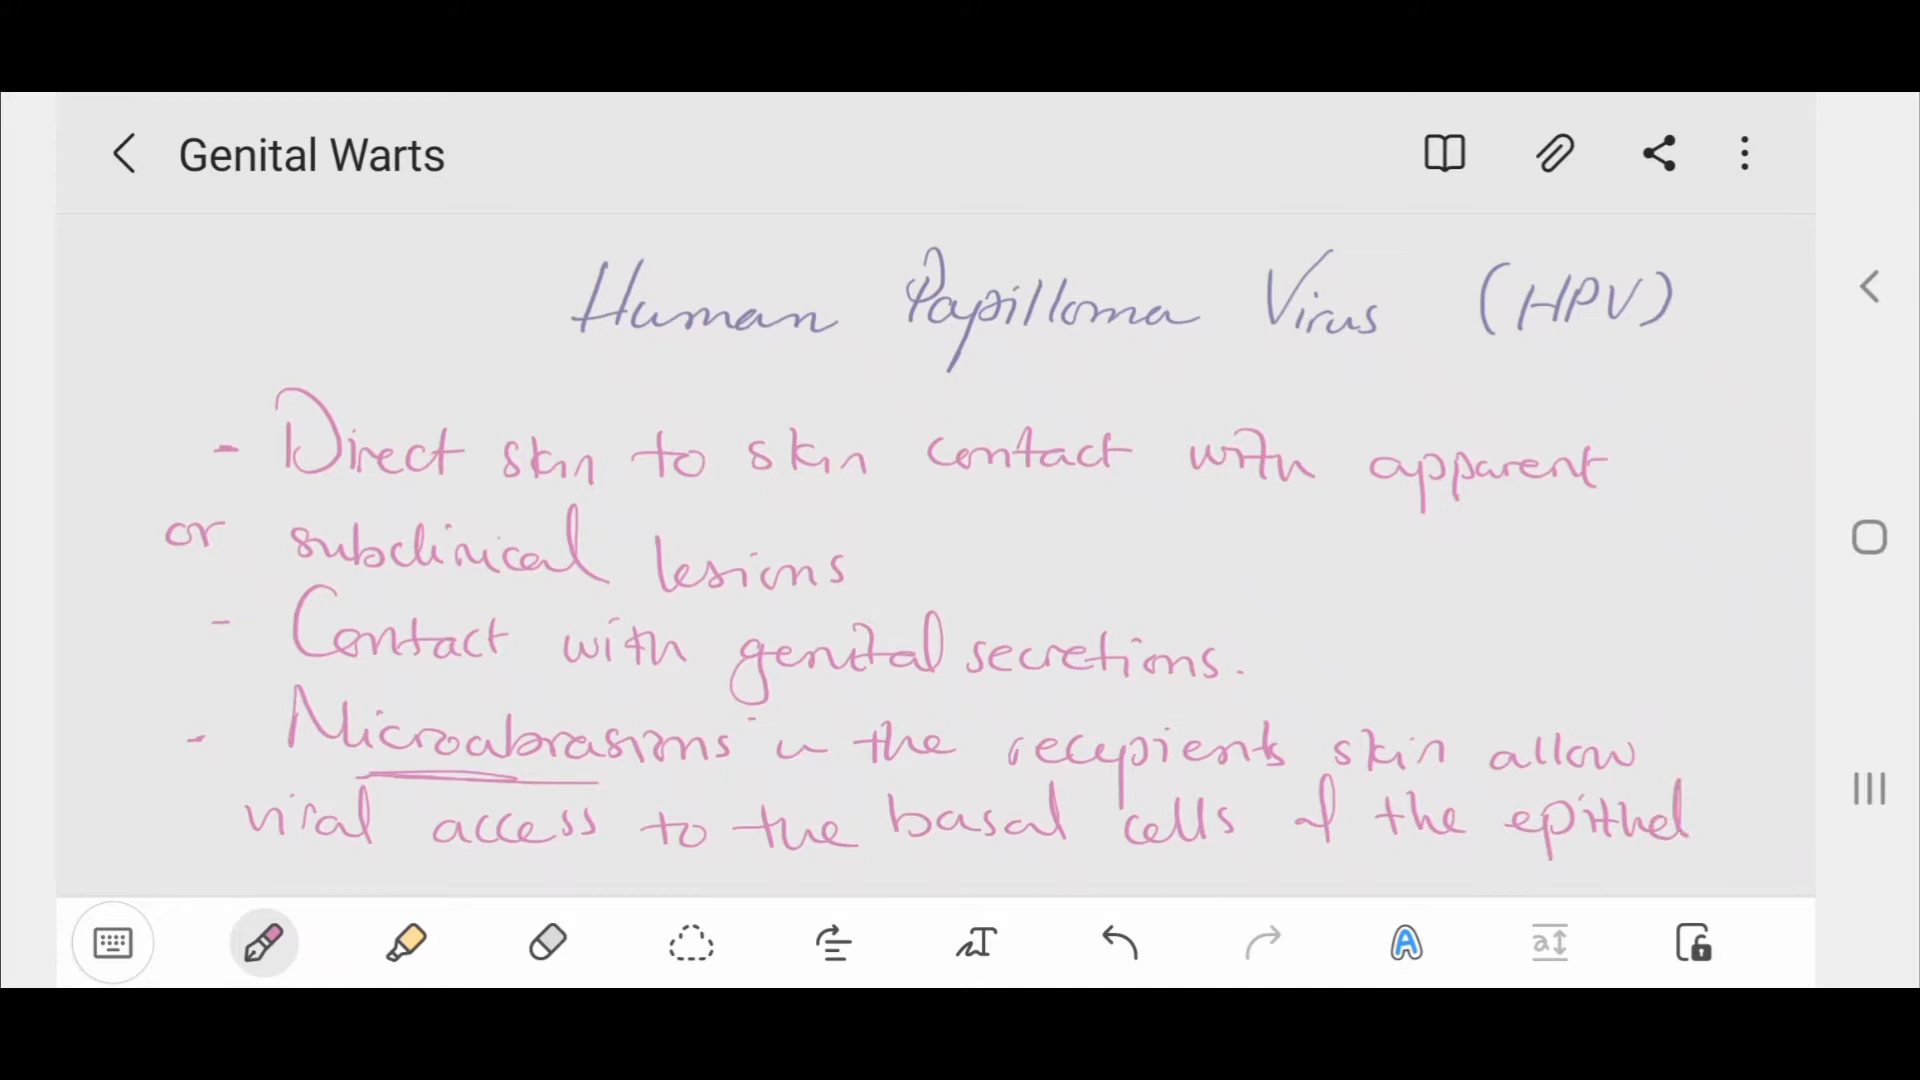 Genital Warts
Human Papilloma Virus (HPV)
- Direct skin to skin contact with apparent
or subclinical lesions
- Contact with genital secretions.
- Microabrasions in the recipients skin allow
viral access to the basal cells of the epithel